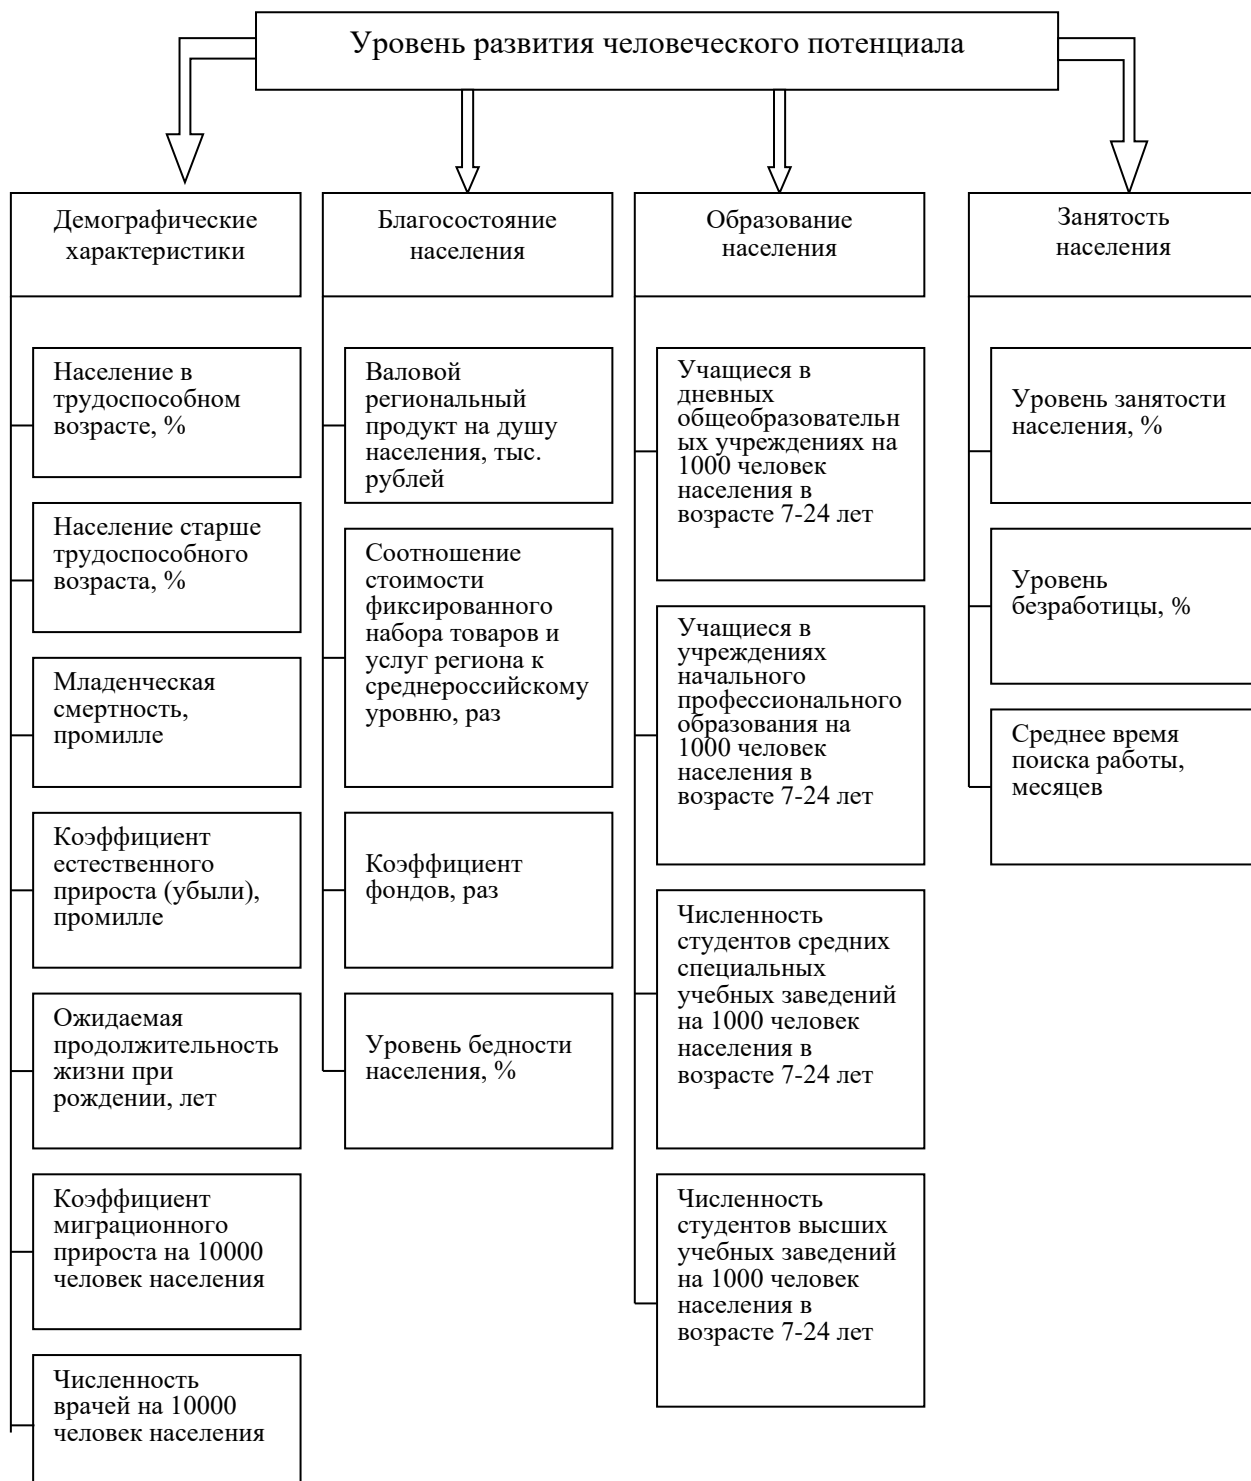 Уровень развития человеческого потенциала
Демографические
характеристики
Население в
трудоспособном
возрасте, %
Население старше
трудоспособного
возраста, %
Младенческая
смертность,
промилле
Коэффициент
естественного
прироста (убыли),
промилле
Ожидаемая
продолжительность
жизни при
рождении, лет
Коэффициент
миграционного
прироста на 10000
человек населения
Численность
врачей на 10000
человек населения
Благосостояние
населения
Валовой
региональный
продукт на душу
населения, тыс.
рублей
Соотношение
стоимости
фиксированного
набора товаров и
услуг региона к
среднероссийскому
уровню, раз
Коэффициент
фондов, раз
Уровень бедности
населения, %
Образование
населения
Учащиеся в
дневных
общеобразовательн
ых учреждениях на
1000 человек
населения в
возрасте 7-24 лет
Учащиеся в
учреждениях
начального
профессионального
образования на
1000 человек
населения в
возрасте 7-24 лет
Численность
студентов средних
специальных
учебных заведений
на 1000 человек
населения в
возрасте 7-24 лет
Численность
студентов высших
учебных заведений
на 1000 человек
населения в
возрасте 7-24 лет
Занятость
населения
Уровень занятости
населения, %
Уровень
безработицы, %
Среднее время
поиска работы,
месяцев